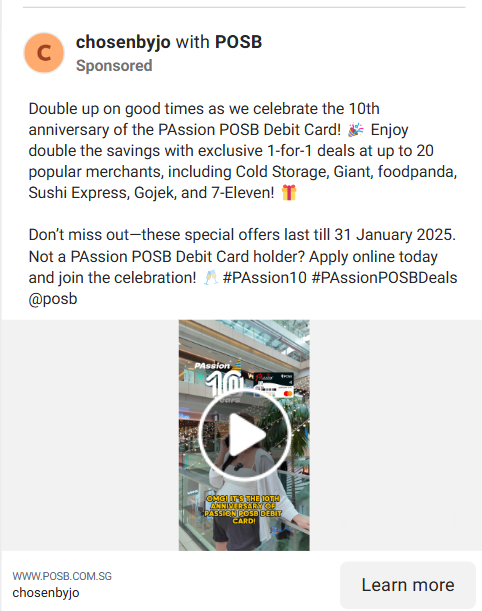 C
chosenbyjo with POSB
Sponsored
Double up on good times as we celebrate the 10th
anniversary of the PAssion POSB Debit Card! 🎉 Enjoy
double the savings with exclusive 1-for-1 deals at up to 20
popular merchants, including Cold Storage, Giant, foodpanda,
Sushi Express, Gojek, and 7-Eleven! 🎁
Don’t miss out—these special offers last till 31 January 2025.
Not a PAssion POSB Debit Card holder? Apply online today
and join the celebration! 🥂 #PAssion10 #PAssionPOSBDeals
@posb
PAssion
10
OMG! IT'S THE 10TH
ANNIVERSARY OF
PASSION POSB DEBIT
CARD!
WWW.POSB.COM.SG
chosenbyjo
Learn more